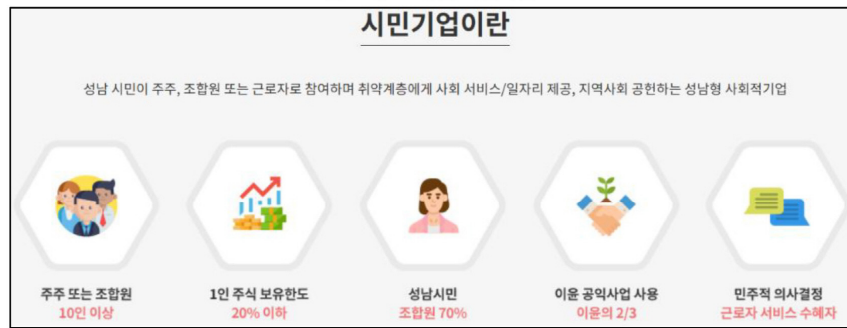 시민기업이란
성남 시민이 주주, 조합원 또는 근로자로 참여하며 취약계층에게 사회 서비스/일자리 제공, 지역사회 공헌하는 성남형 사회적기업
주주 또는 조합원
10인 이상
1인 주식 보유한도
20% 이하
성남시민
조합원 70%
이윤 공익사업 사용
이윤의 2/3
민주적 의사결정
근로자 서비스 수혜자